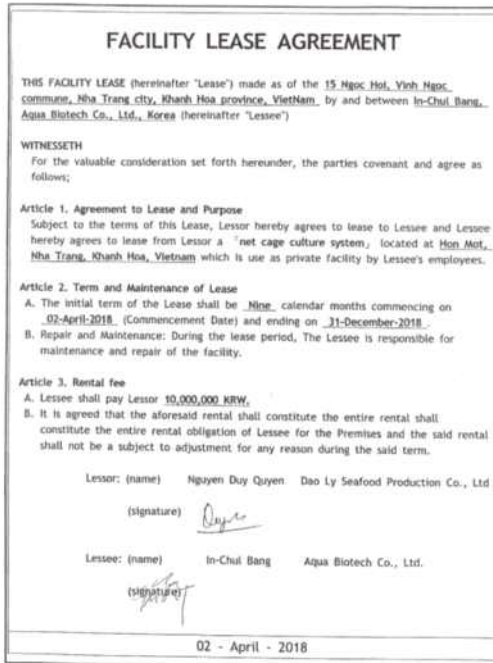 FACILITY LEASE AGREEMENT
THIS FACILITY LEASE (hereinafter "Lease") made as of the 15 Ngoc Hoi, Vinh Ngoc
commune, Nha Trang city, Khanh Hoa province, VietNam by and between In-Chul Bang,
Aqua Biotech Co., Ltd., Korea (hereinafter "Lessee")
WITNESSETH
For the valuable consideration set forth hereunder, the parties covenant and agree as
follows;
Article 1. Agreement to Lease and Purpose
Subject to the terms of this Lease, Lessor hereby agrees to lease to Lessee and Lessee
hereby agrees to lease from Lessor a 「net cage culture system」 located at Hon Mot,
Nha Trang, Khanh Hoa, Vietnam which is use as private facility by Lessee's employees.
Article 2. Term and Maintenance of Lease
A. The initial term of the Lease shall be Nine calendar months commencing on
02-April-2018 (Commencement Date) and ending on 31-December-2018 .
B. Repair and Maintenance: During the lease period, The Lessee is responsible for
maintenance and repair of the facility.
Article 3. Rental fee
A. Lessee shall pay Lessor 10,000,000 KRW.
B. It is agreed that the aforesaid rental shall constitute the entire rental shall
constitute the entire rental obligation of Lessee for the Premises and the said rental
shall not be a subject to adjustment for any reason during the said term.
Lessor: (name) Nguyen Duy Quyen Dao Ly Seafood Production Co., Ltd
(signature)
Lessee: (name) In-Chul Bang Aqua Biotech Co., Ltd.
(signature)
02 - April - 2018